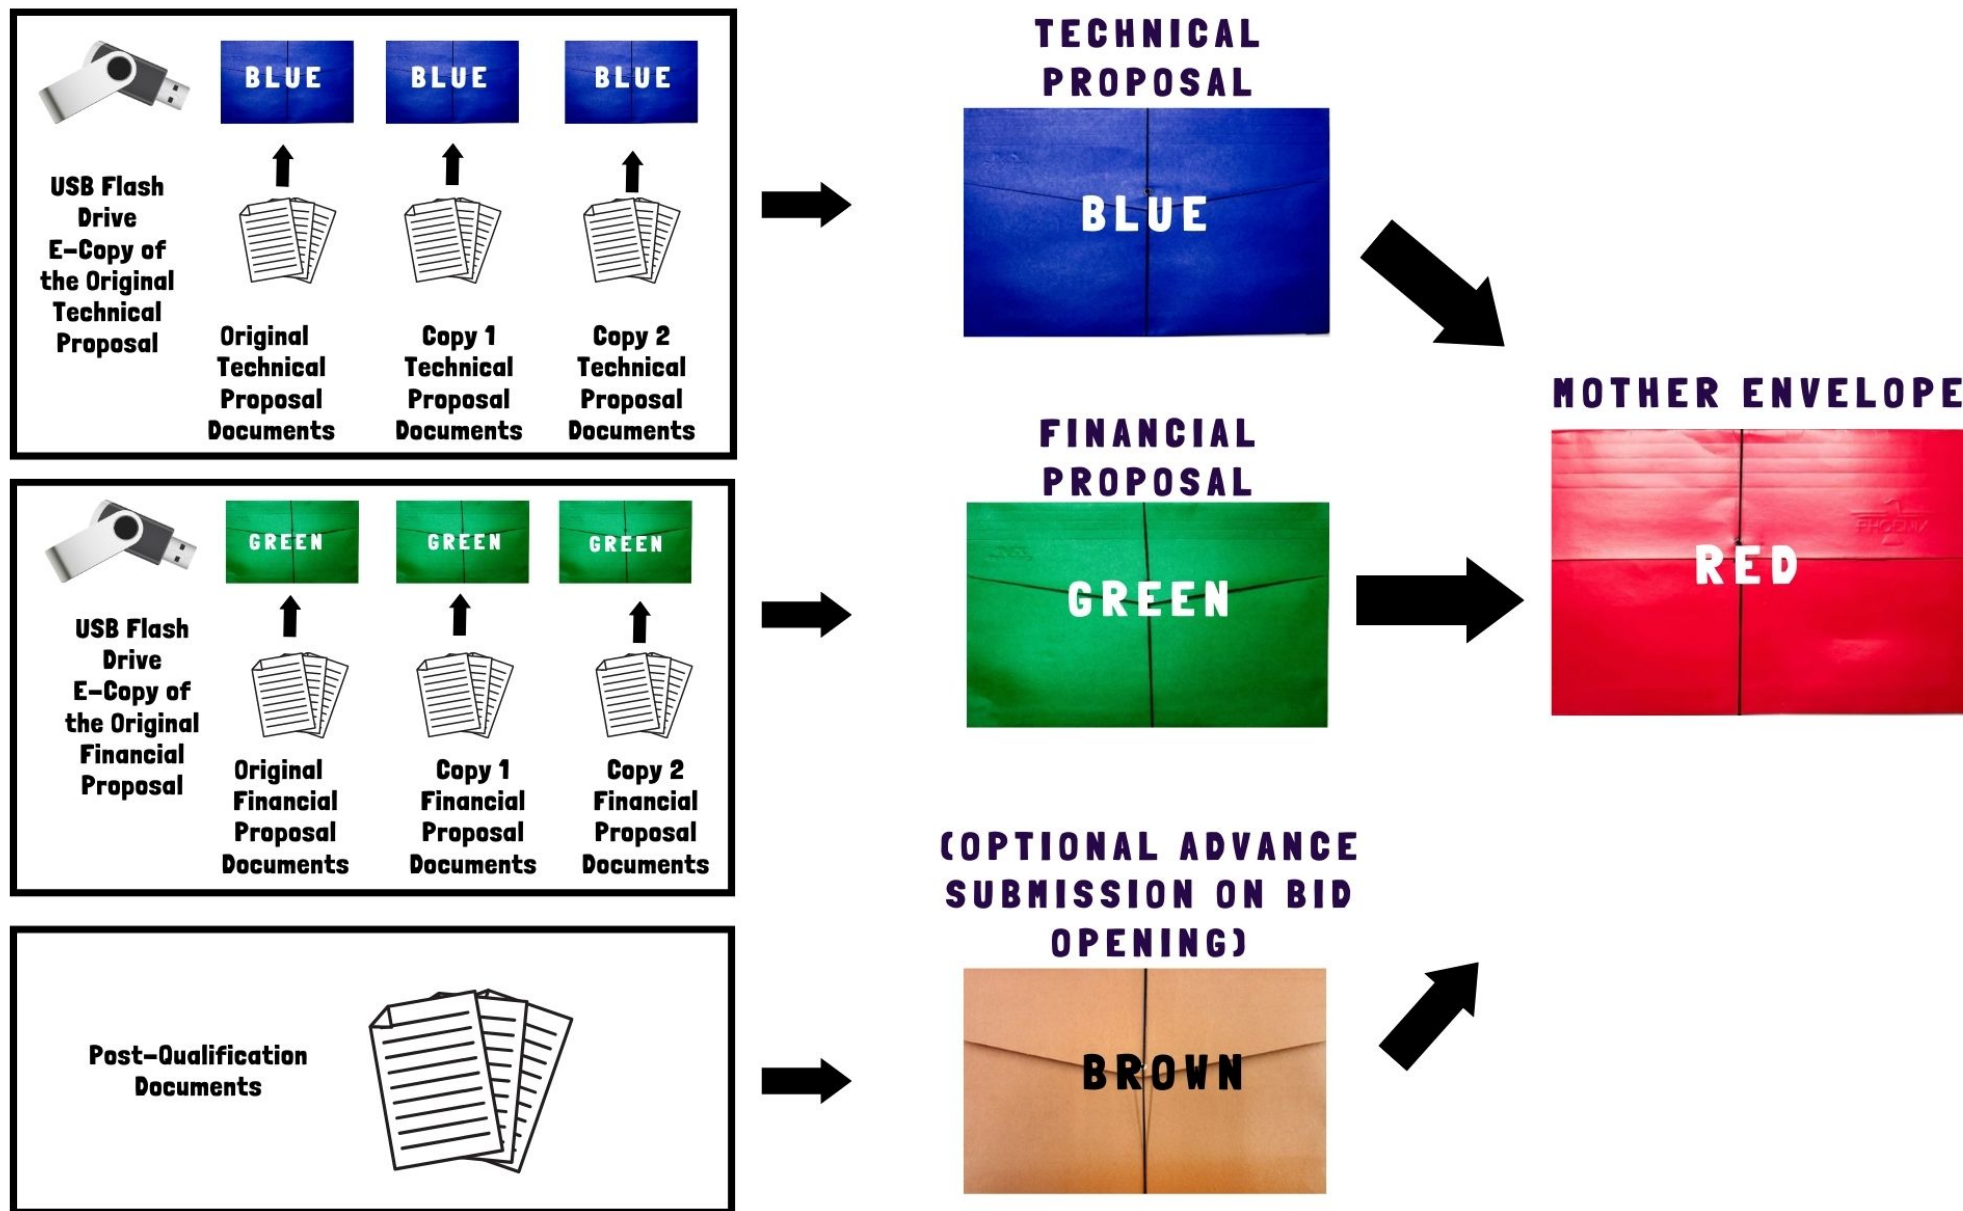 BLUE
BLUE
BLUE
USB Flash
Drive
E-Copy of
the Original
Technical
Proposal
Original
Technical
Proposal
Documents
Copy 1
Technical
Proposal
Documents
Copy 2
Technical
Proposal
Documents
TECHNICAL
PROPOSAL
BLUE
GREEN
GREEN
GREEN
USB Flash
Drive
E-Copy of
the Original
Financial
Proposal
Original
Financial
Proposal
Documents
Copy 1
Financial
Proposal
Documents
Copy 2
Financial
Proposal
Documents
FINANCIAL
PROPOSAL
GREEN
MOTHER ENVELOPE
PHOENIX
RED
Post-Qualification
Documents
(OPTIONAL ADVANCE
SUBMISSION ON BID
OPENING)
BROWN